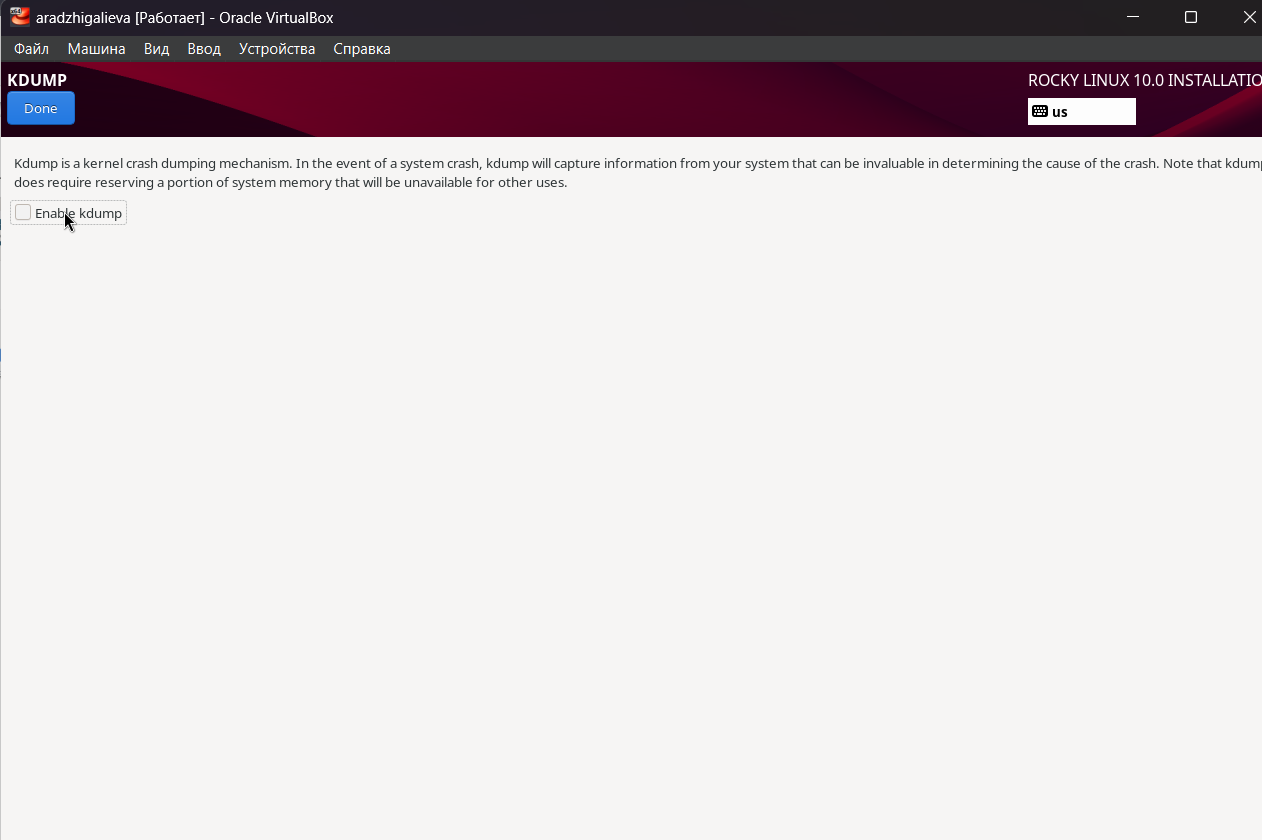 aradzhigalieva [Работает] - Oracle VirtualBox
Файл Машина Вид Ввод Устройства Справка
KDUMP
ROCKY LINUX 10.0 INSTALLATIO
Done
us
Kdump is a kernel crash dumping mechanism. In the event of a system crash, kdump will capture information from your system that can be invaluable in determining the cause of the crash. Note that kdump
does require reserving a portion of system memory that will be unavailable for other uses.
Enable kdump